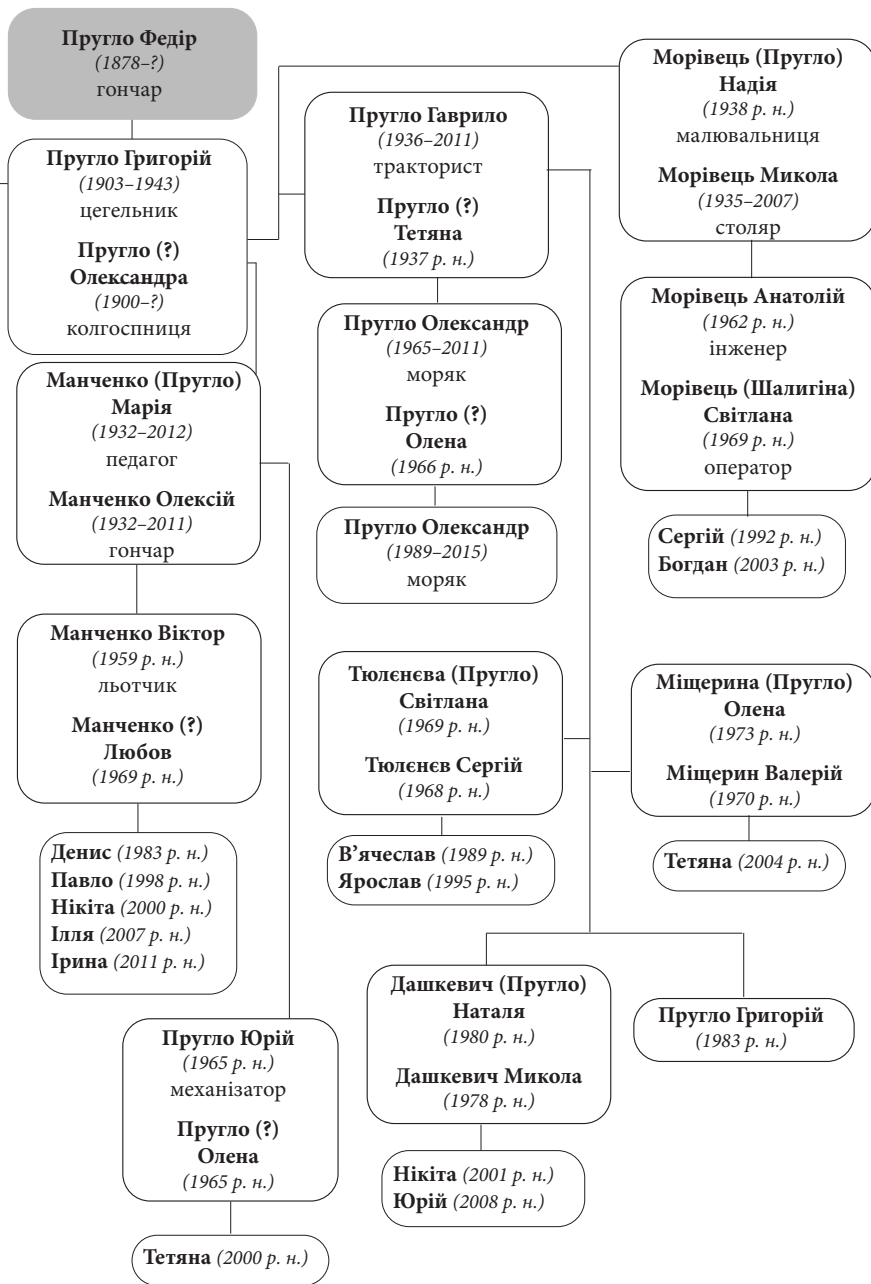 Пругло Федір
(1878–?)
гончар
Пругло Григорій
(1903–1943)
цегельник
Пругло (?)
Олександра
(1900–?)
колгоспниця
Манченко (Пругло)
Марія
(1932–2012)
педагог
Манченко Олексій
(1932–2011)
гончар
Манченко Віктор
(1959 р. н.)
льотчик
Манченко (?)
Любов
(1969 р. н.)
Денис (1983 р. н.)
Павло (1998 р. н.)
Нікіта (2000 р. н.)
Ілля (2007 р. н.)
Ірина (2011 р. н.)
Пругло Юрій
(1965 р. н.)
механізатор
Пругло (?)
Олена
(1965 р. н.)
Тетяна (2000 р. н.)
Пругло Гаврило
(1936–2011)
тракторист
Пругло (?)
Тетяна
(1937 р. н.)
Пругло Олександр
(1965–2011)
моряк
Пругло (?)
Олена
(1966 р. н.)
Пругло Олександр
(1989–2015)
моряк
Тюлєнєва (Пругло)
Світлана
(1969 р. н.)
Тюлєнєв Сергій
(1968 р. н.)
В’ячеслав (1989 р. н.)
Ярослав (1995 р. н.)
Дашкевич (Пругло)
Наталя
(1980 р. н.)
Дашкевич Микола
(1978 р. н.)
Нікіта (2001 р. н.)
Юрій (2008 р. н.)
Морівець (Пругло)
Надія
(1938 р. н.)
малювальниця
Морівець Микола
(1935–2007)
столяр
Морівець Анатолій
(1962 р. н.)
інженер
Морівець (Шалигіна)
Світлана
(1969 р. н.)
оператор
Сергій (1992 р. н.)
Богдан (2003 р. н.)
Міщерина (Пругло)
Олена
(1973 р. н.)
Міщерин Валерій
(1970 р. н.)
Тетяна (2004 р. н.)
Пругло Григорій
(1983 р. н.)